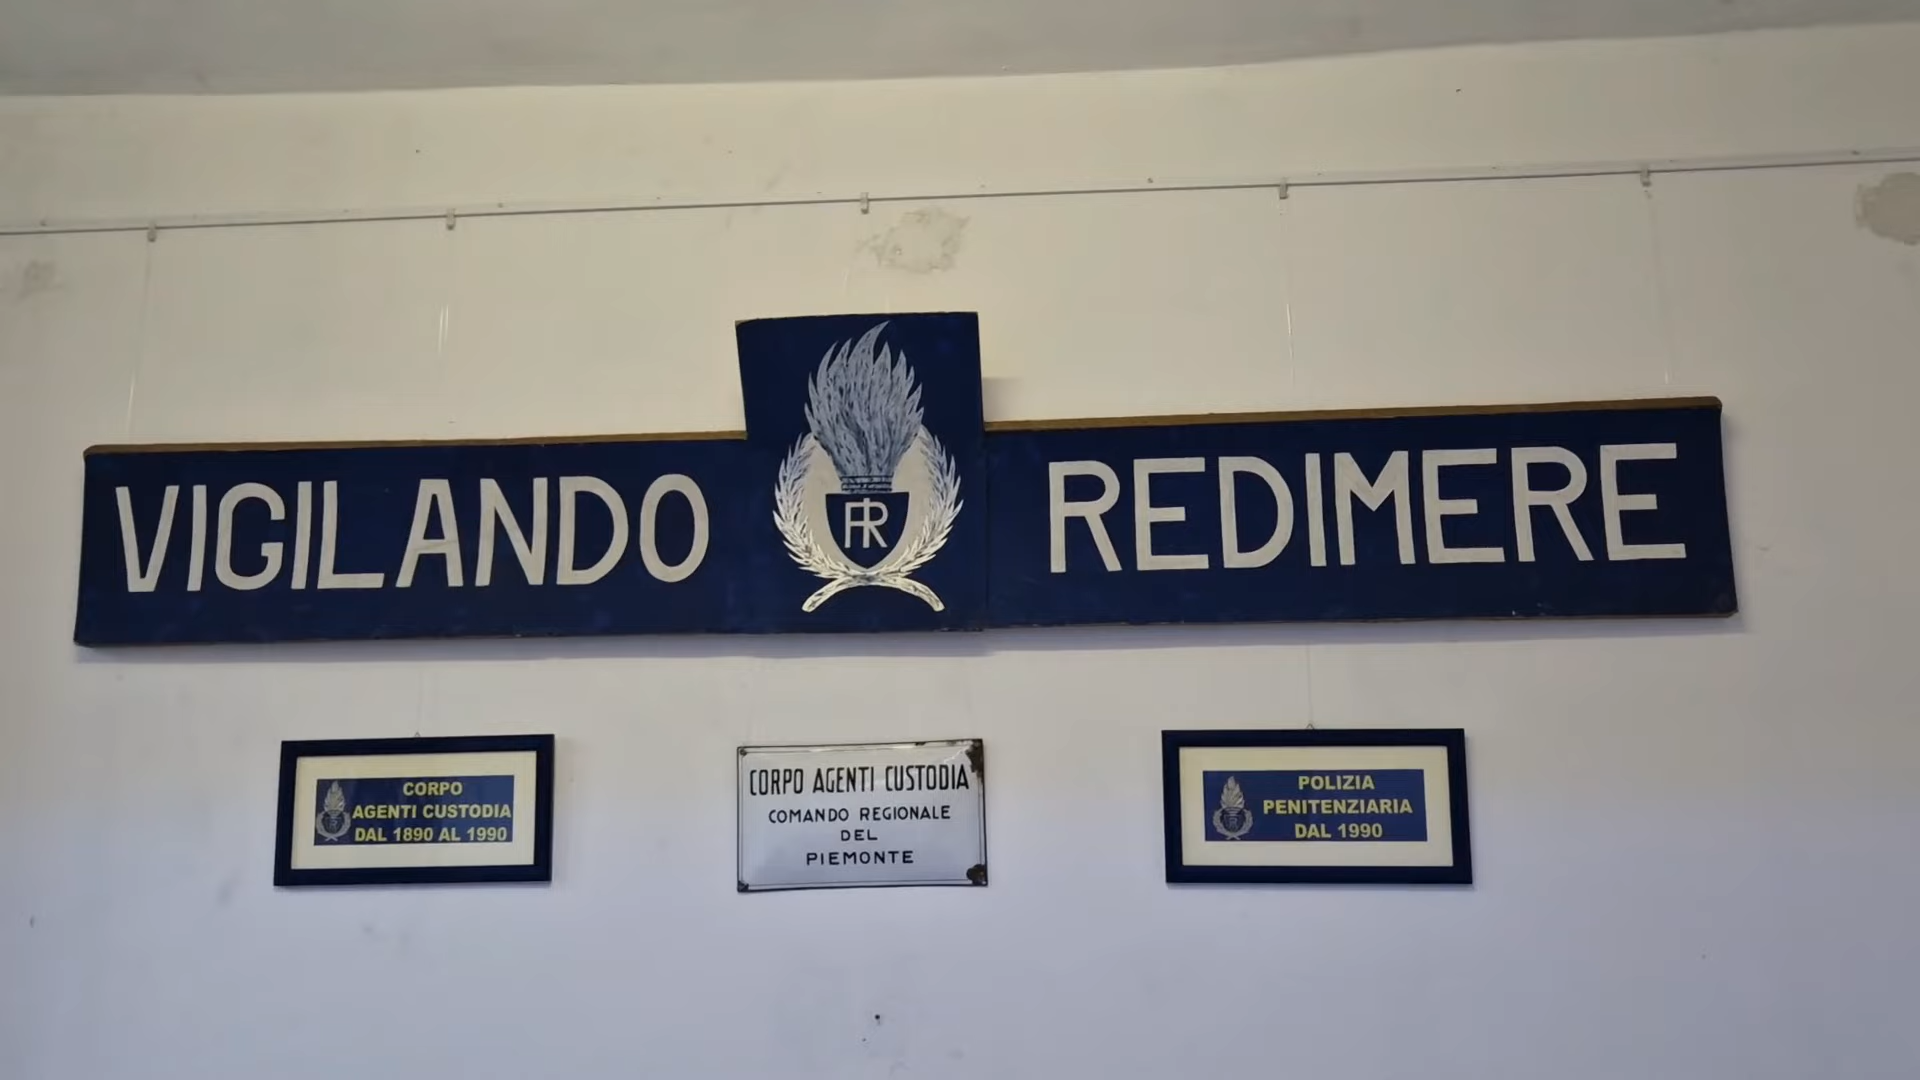 VIGILANDO REDIMERE
RI
CORPO
AGENTI CUSTODIA
DAL 1890 AL 1990
CORPO AGENTI CUSTODIA
COMANDO REGIONALE
DEL
PIEMONTE
POLIZIA
PENITENZIARIA
DAL 1990